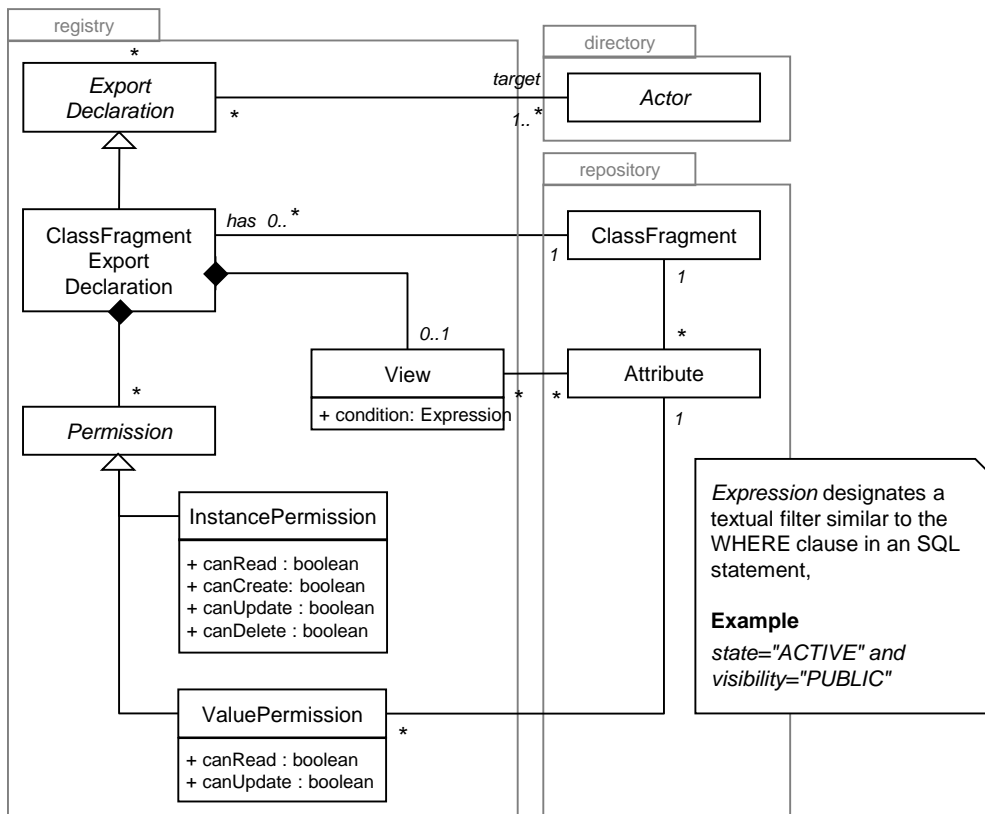 registry
directory
*
Export
Declaration
*
target
1..*
Actor
repository
ClassFragment
Export
Declaration
has 0..*
1
ClassFragment
1
0..1
*
View
+ condition: Expression
*
*
Attribute
1
*
Permission
InstancePermission
+ canRead : boolean
+ canCreate: boolean
+ canUpdate : boolean
+ canDelete : boolean
ValuePermission
+ canRead : boolean
+ canUpdate : boolean
*
Expression designates a
textual filter similar to the
WHERE clause in an SQL
statement,
Example
state="ACTIVE" and
visibility="PUBLIC"